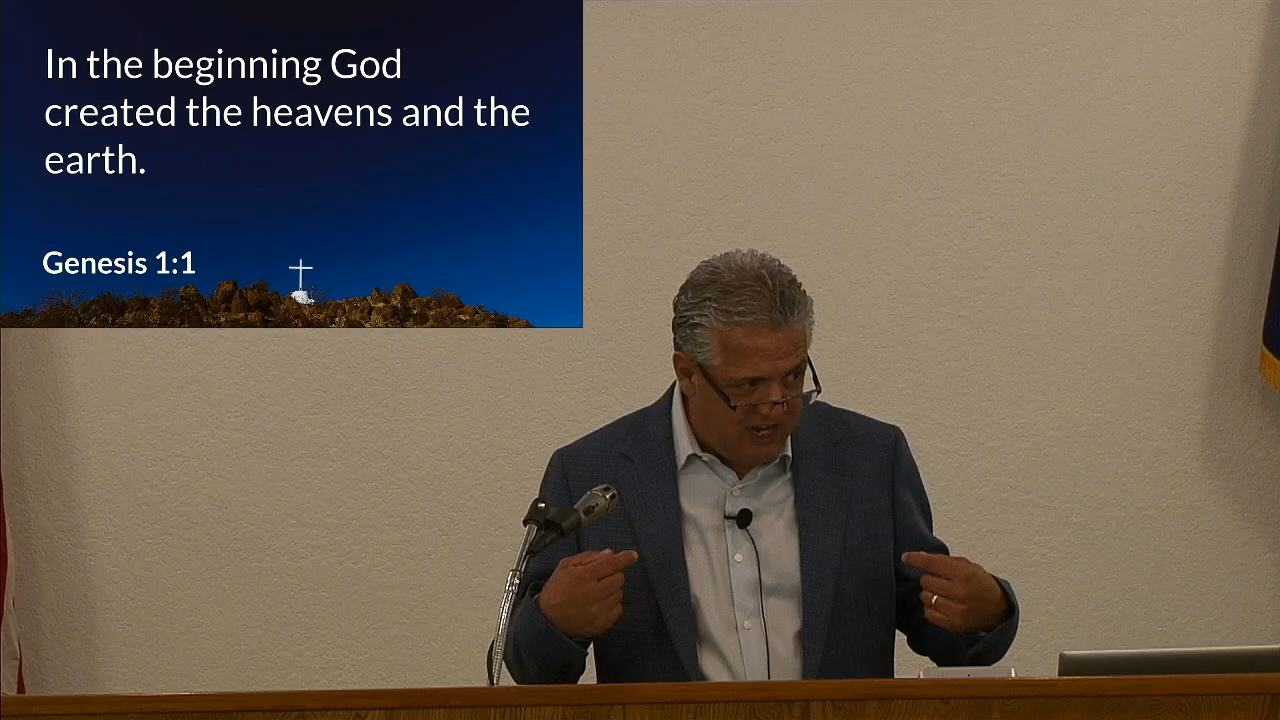 In the beginning God
created the heavens and the
earth.
Genesis 1:1